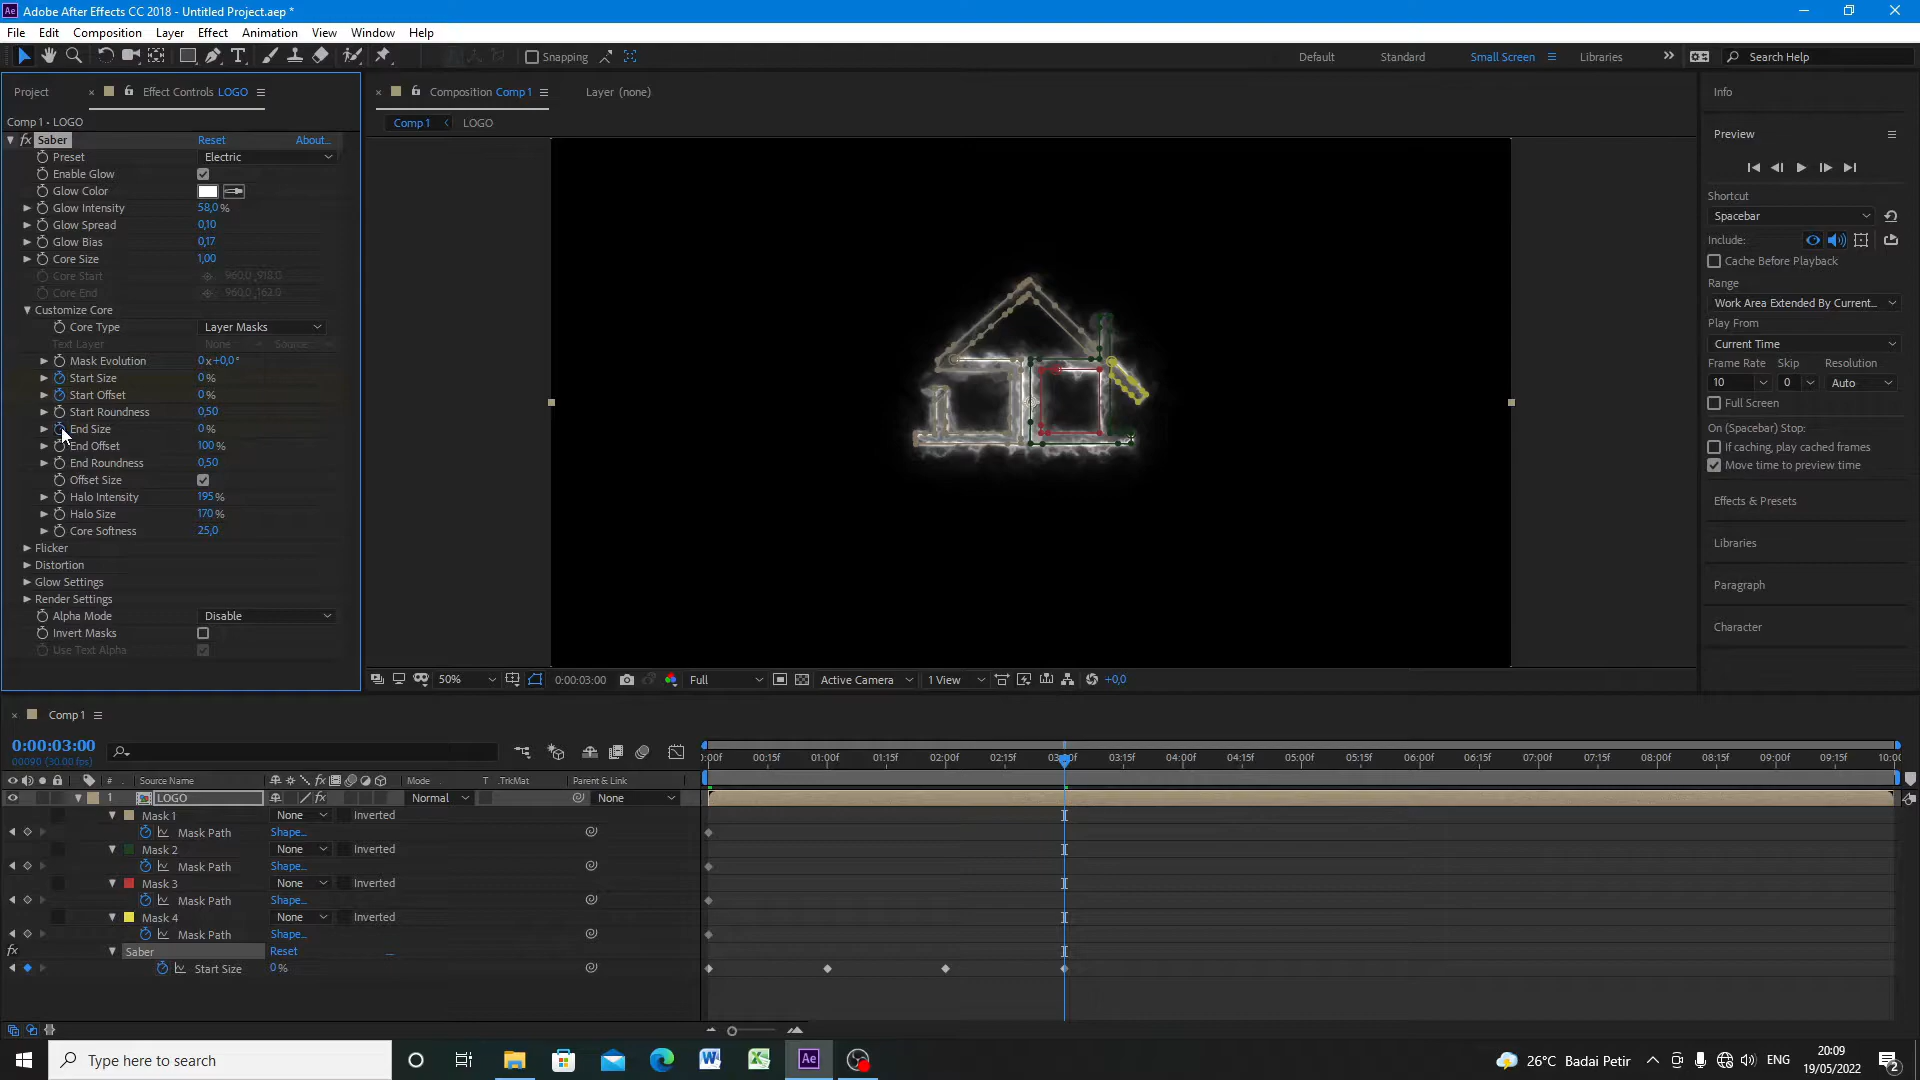 Adobe After Effects CC 2018 - Untitled Project.aep *
File Edit Composition Layer Effect Animation View Window Help
Snapping Default Standard Small Screen Libraries Search Help
Project Effect Controls LOGO Composition Comp 1 Layer (none) Info
Comp 1 - LOGO Comp 1 LOGO
Saber Reset About... Preview
Preset Electric
Enable Glow
Glow Color
Glow Intensity 58,0 %
Glow Spread 0,10
Glow Bias 0,17
Core Size 1,00
Core Start 960,0 ,918,0
Core End 960,0 ,162,0
Customize Core
Core Type Layer Masks
Text Layer None Source
Mask Evolution 0x+0,0°
Start Size 0 %
Start Offset 0 %
Start Roundness 0,50
End Size 0 %
End Offset 100 %
End Roundness 0,50
Offset Size
Halo Intensity 195 %
Halo Size 170 %
Core Softness 25,0
Flicker
Distortion
Glow Settings
Render Settings
Alpha Mode Disable
Invert Masks
Use Text Alpha
Shortcut
Spacebar
Include:
Cache Before Playback
Range
Work Area Extended By Current...
Play From
Current Time
Frame Rate Skip Resolution
10 0 Auto
Full Screen
On (Spacebar) Stop:
If caching, play cached frames
Move time to preview time
Effects & Presets
Libraries
Paragraph
Character
50% 0:00:03:00 Full Active Camera 1 View +0,0
Comp 1
0:00:03:00
00090 (30.00 fps)
:00f 00:15f 01:00f 01:15f 02:00f 02:15f 03:00f 03:15f 04:00f 04:15f 05:00f 05:15f 06:00f 06:15f 07:00f 07:15f 08:00f 08:15f 09:00f 09:15f 10:00
# Source Name Mode T .TrkMat Parent & Link
1 LOGO Normal None
Mask 1 None Inverted
Mask Path Shape...
Mask 2 None Inverted
Mask Path Shape...
Mask 3 None Inverted
Mask Path Shape...
Mask 4 None Inverted
Mask Path Shape...
Saber Reset ...
Start Size 0 %
Type here to search 26°C Badai Petir ENG 20:09
19/05/2022
2